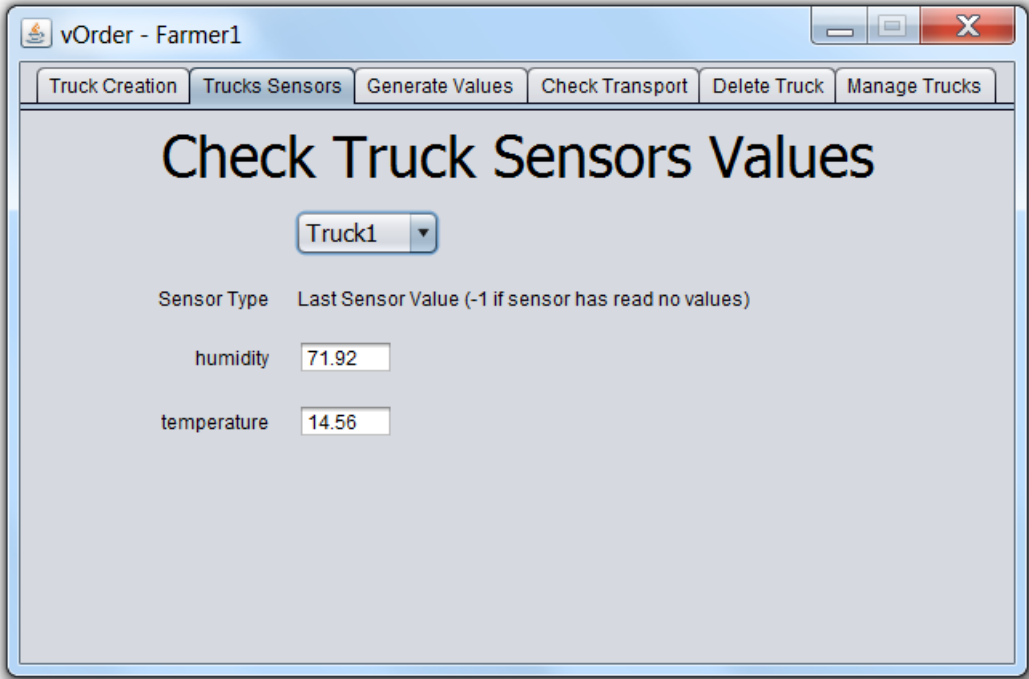 vOrder - Farmer1
Truck Creation Trucks Sensors Generate Values Check Transport Delete Truck Manage Trucks
Check Truck Sensors Values
Truck1
Sensor Type Last Sensor Value (-1 if sensor has read no values)
humidity 71.92
temperature 14.56